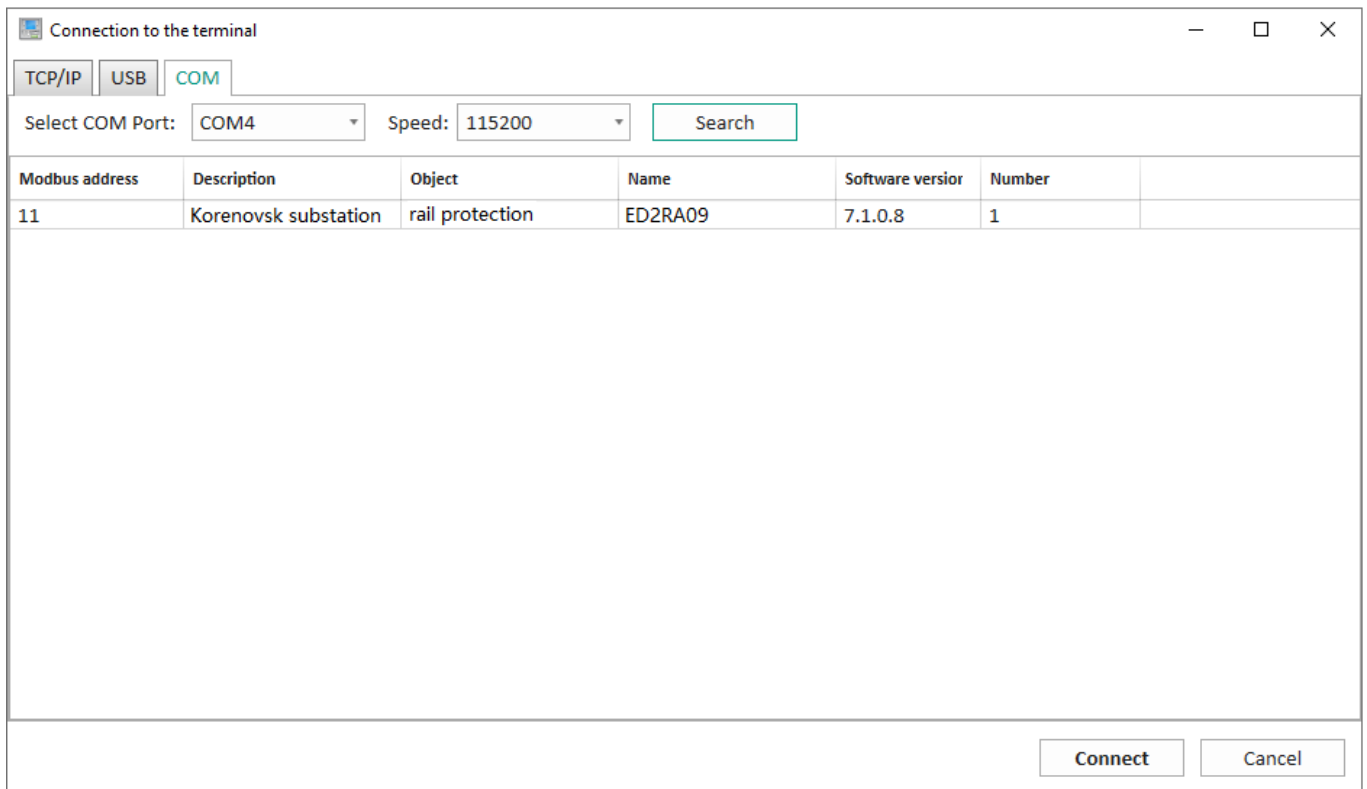 Connection to the terminal
TCP/IP USB COM
Select COM Port: COM4 Speed: 115200 Search
Modbus address Description Object Name Software version Number
11 Korenovsk substation rail protection ED2RA09 7.1.0.8 1
Connect Cancel